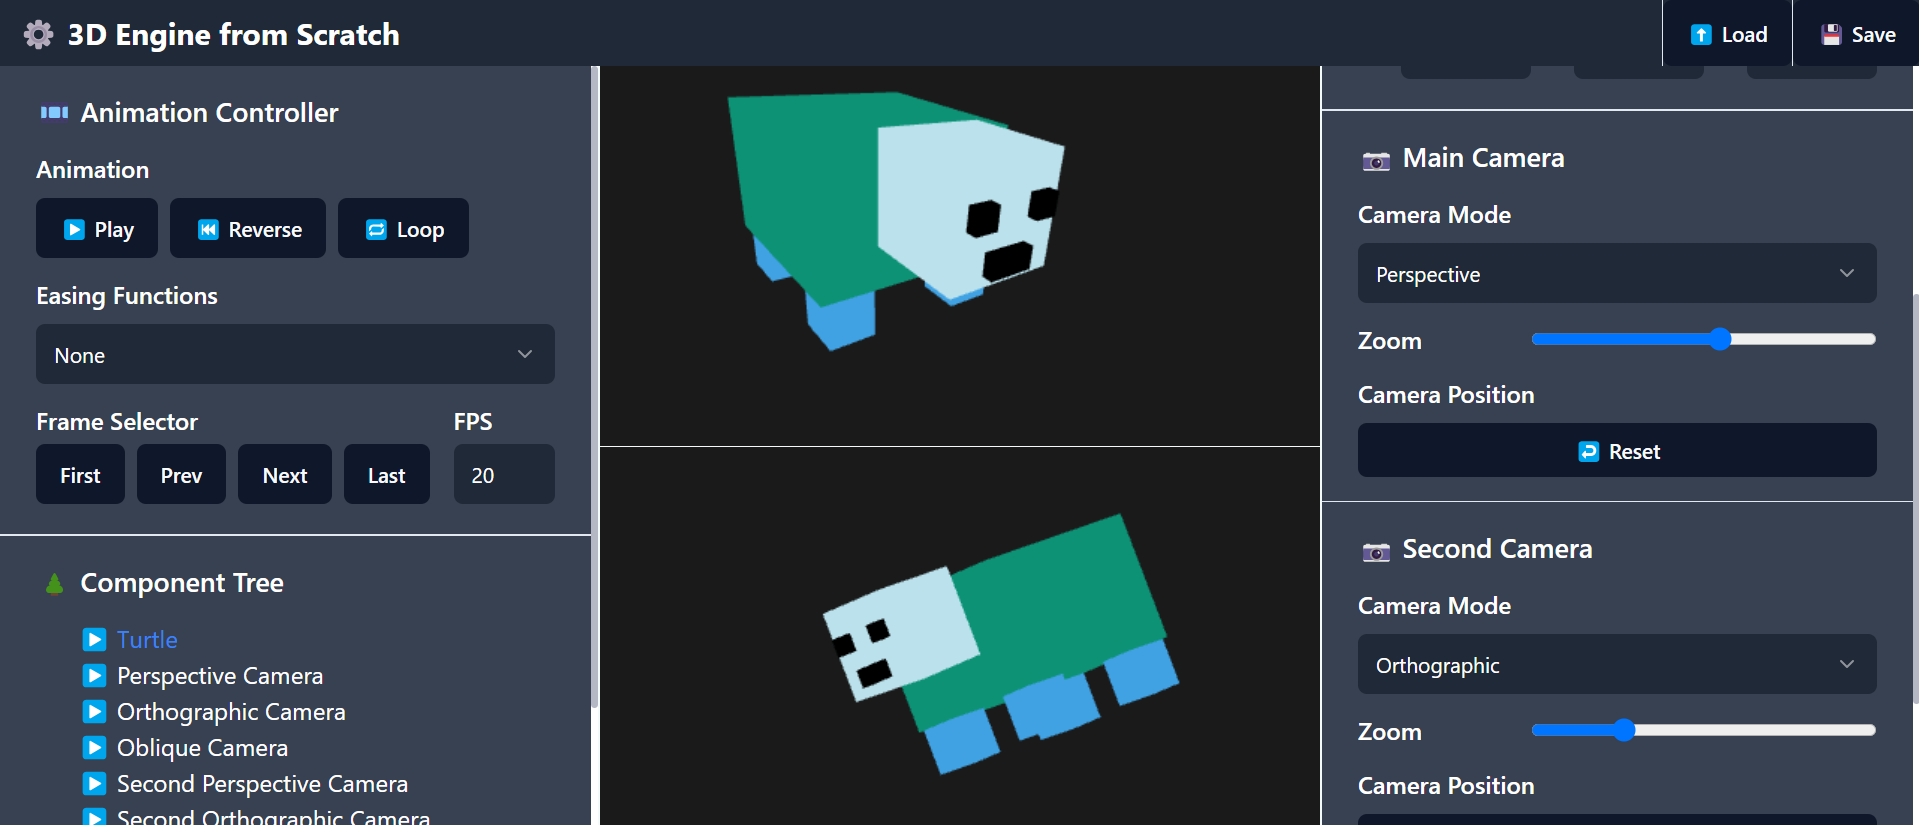 3D Engine from Scratch
Load
Save
Animation Controller
Animation
Play
Reverse
Loop
Easing Functions
None
Frame Selector
FPS
First
Prev
Next
Last
20
Component Tree
Turtle
Perspective Camera
Orthographic Camera
Oblique Camera
Second Perspective Camera
Second Orthographic Camera
Main Camera
Camera Mode
Perspective
Zoom
Camera Position
Reset
Second Camera
Camera Mode
Orthographic
Zoom
Camera Position